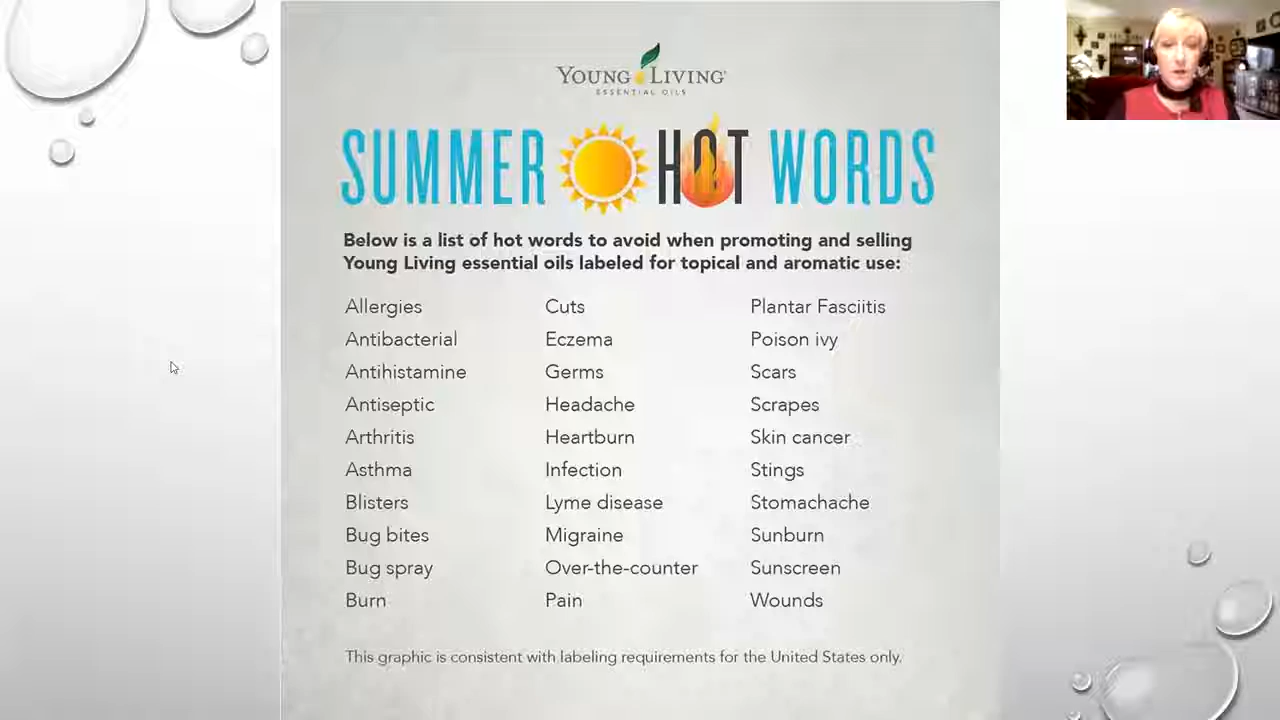 YOUNG LIVING
ESSENTIAL OILS
SUMMER HOT WORDS
Below is a list of hot words to avoid when promoting and selling
Young Living essential oils labeled for topical and aromatic use:
Allergies
Antibacterial
Antihistamine
Antiseptic
Arthritis
Asthma
Blisters
Bug bites
Bug spray
Burn
Cuts
Eczema
Germs
Headache
Heartburn
Infection
Lyme disease
Migraine
Over-the-counter
Pain
Plantar Fasciitis
Poison ivy
Scars
Scrapes
Skin cancer
Stings
Stomachache
Sunburn
Sunscreen
Wounds
This graphic is consistent with labeling requirements for the United States only.